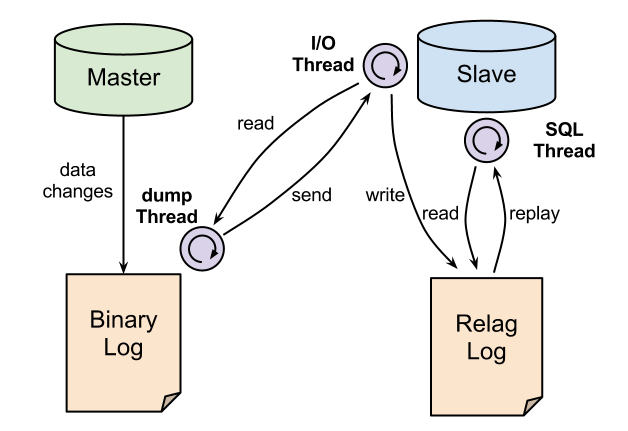 Master
data
changes
Binary
Log
dump
Thread
read
send
I/O
Thread
Slave
SQL
Thread
write
read
replay
Relag
Log